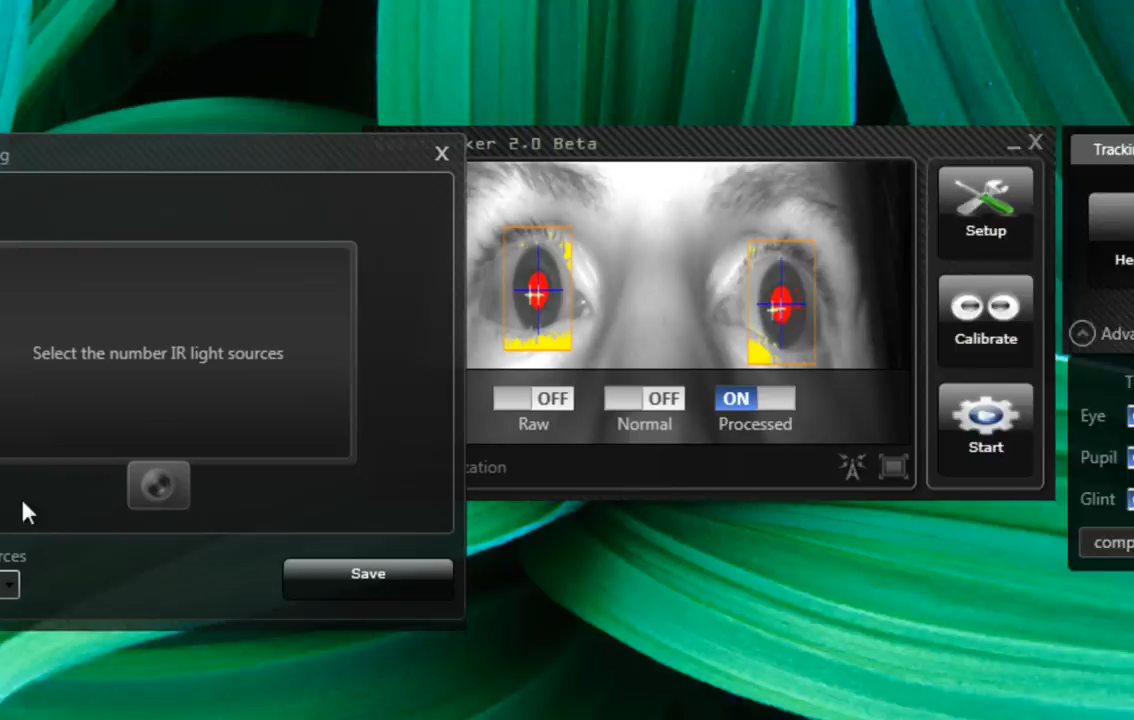 g
ker 2.0 Beta
Select the number IR light sources
rces
Save
OFF
Raw
OFF
Normal
ON
Processed
zation
Setup
Calibrate
Start
Tracki
He
Adva
T
Eye
Pupil
Glint
comp